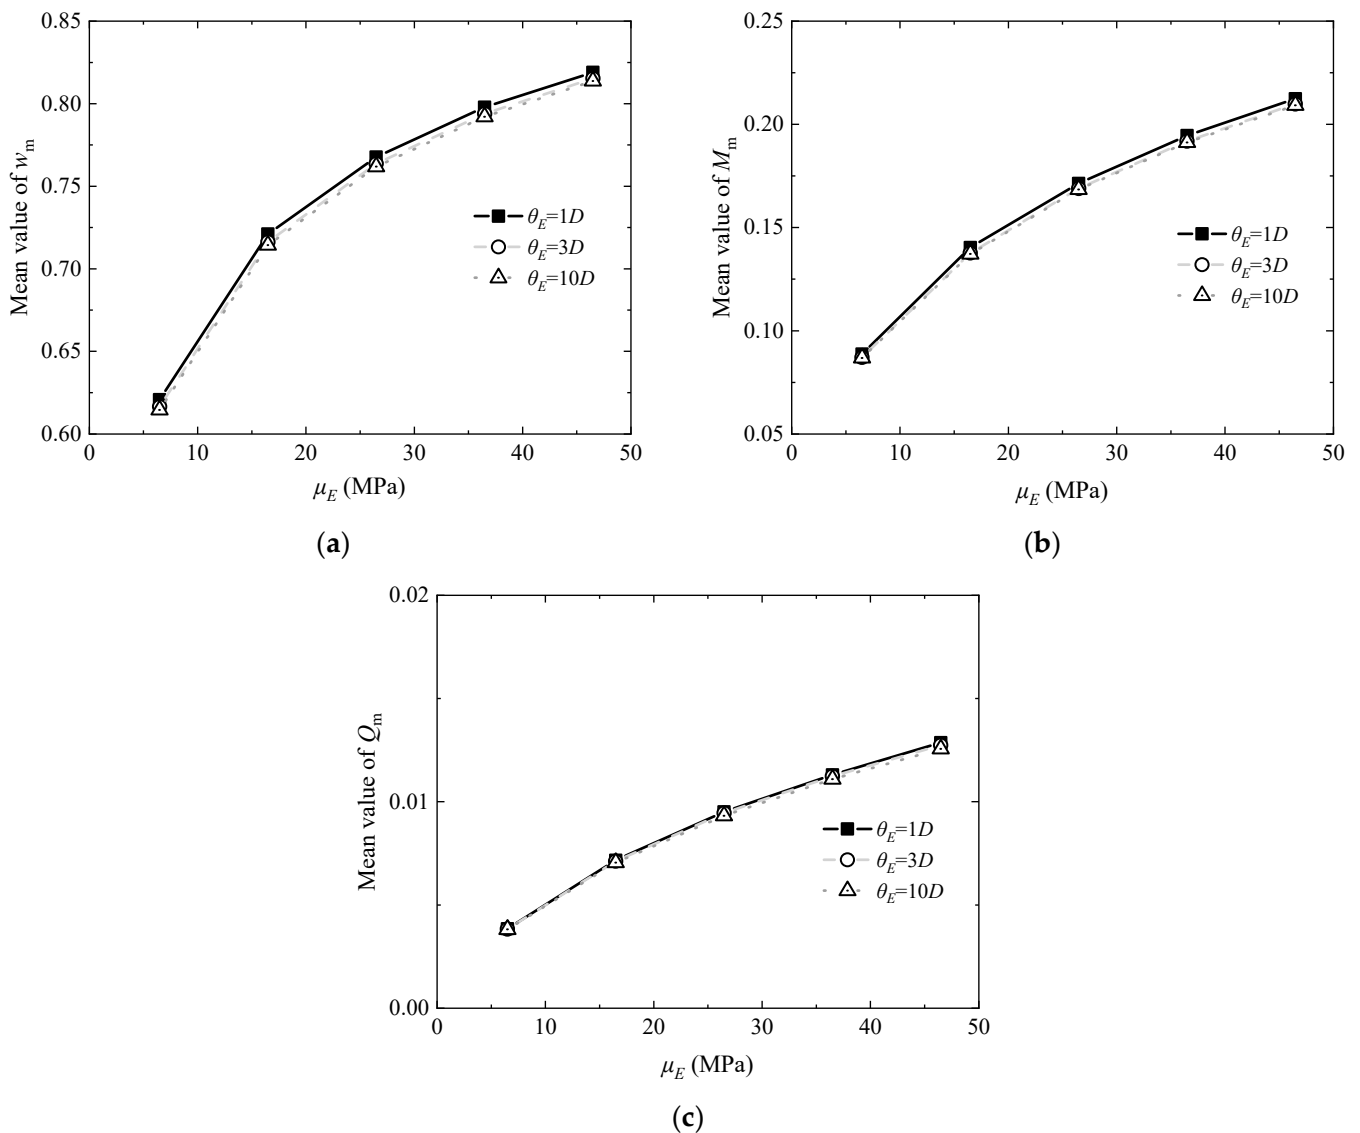 0.85
0.80
0.75
0.70
0.65
0.60
Mean value of wₘ
θ_E=1D
θ_E=3D
θ_E=10D
0 10 20 30 40 50
μ_E (MPa)
(a)
0.25
0.20
0.15
0.10
0.05
Mean value of Mₘ
θ_E=1D
θ_E=3D
θ_E=10D
0 10 20 30 40 50
μ_E (MPa)
(b)
0.02
0.01
0.00
Mean value of Qₘ
θ_E=1D
θ_E=3D
θ_E=10D
0 10 20 30 40 50
μ_E (MPa)
(c)